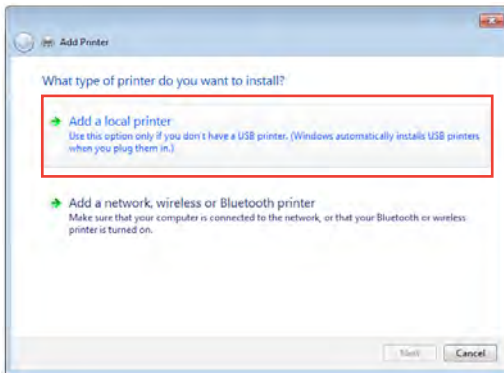 Add Printer
What type of printer do you want to install?
Add a local printer
Use this option only if you don't have a USB printer. (Windows automatically installs USB printers
when you plug them in.)
Add a network, wireless or Bluetooth printer
Make sure that your computer is connected to the network, or that your Bluetooth or wireless
printer is turned on.
Next Cancel